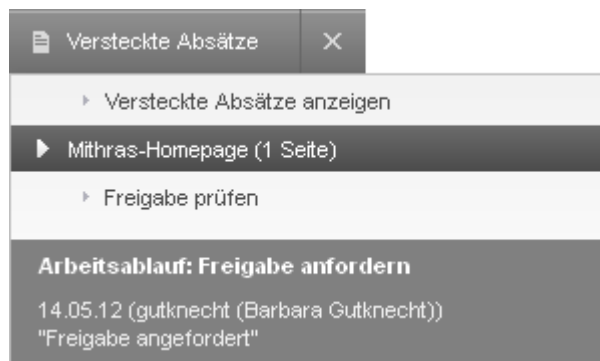 Versteckte Absätze
Versteckte Absätze anzeigen
Mithras-Homepage (1 Seite)
Freigabe prüfen
Arbeitsablauf: Freigabe anfordern
14.05.12 (gutknecht (Barbara Gutknecht))
"Freigabe angefordert"